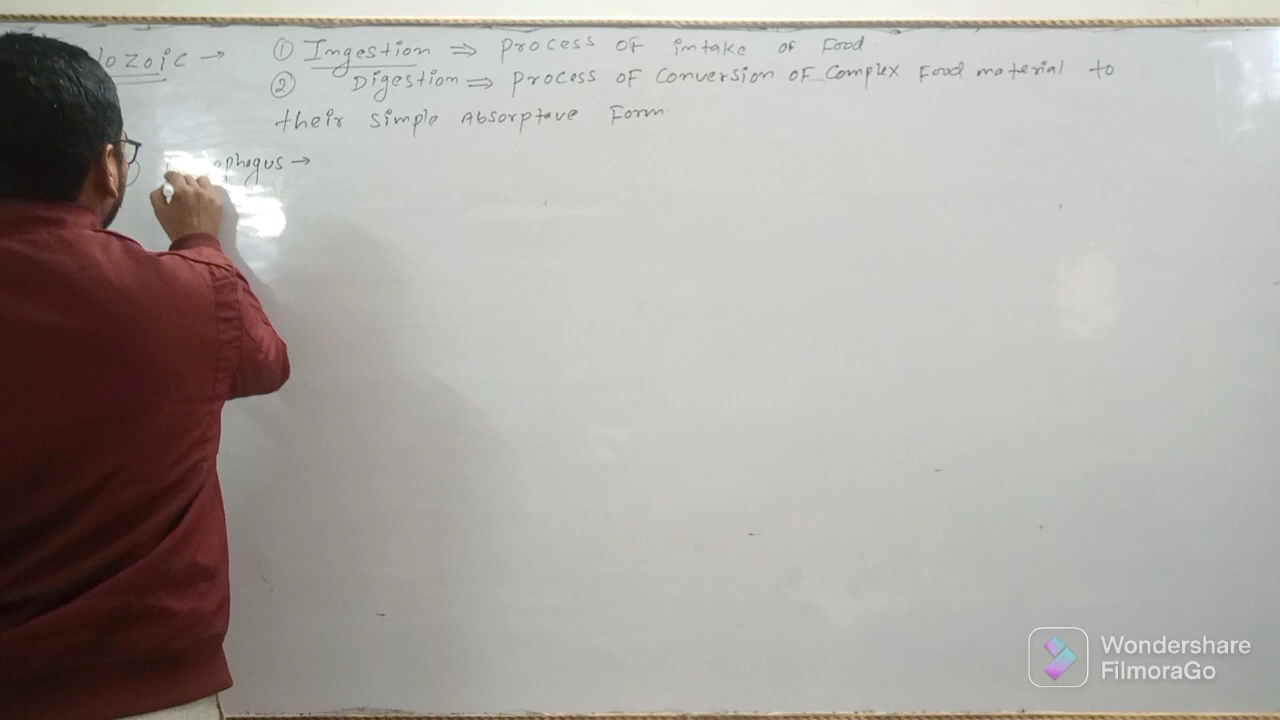 lozoic → ① Ingestion ⇒ Process of intake of Food.
② Digestion ⇒ Process of Conversion of Complex Food material to
their simple Absorptave Form.
ophagus →
Wondershare
FilmoraGo